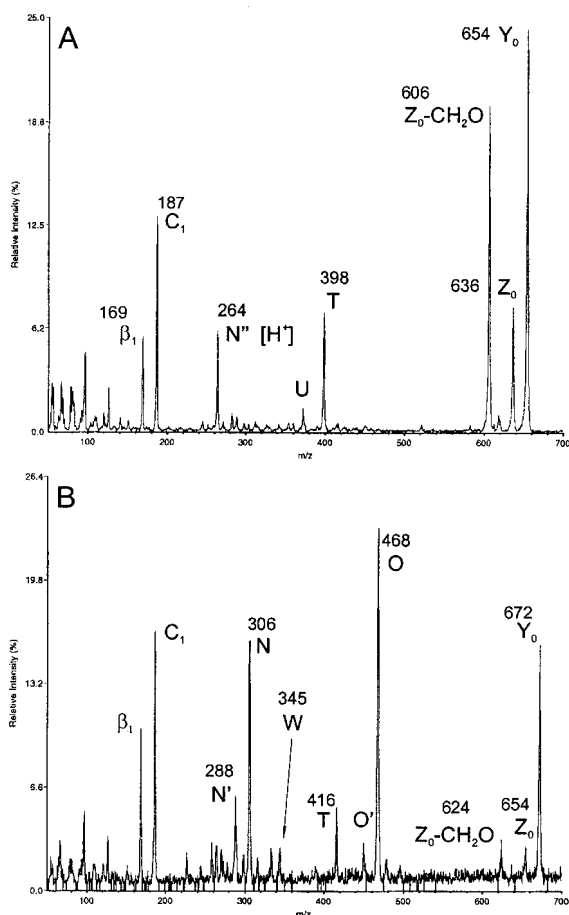 A
25.0
18.8
12.5
6.2
0.0
Relative Intensity (%)
654 Y₀
606
Z₀-CH₂O
636 Z₀
187
C₁
169
β₁
264
N" [H⁺]
398
T
U
100 200 300 400 500 600 700
m/z
B
26.4
19.8
13.2
6.6
0.0
Relative Intensity (%)
468
O
672
Y₀
C₁
306
N
β₁
345
W
288
N'
416
T
O'
624
Z₀-CH₂O
654
Z₀
100 200 300 400 500 600 700
m/z